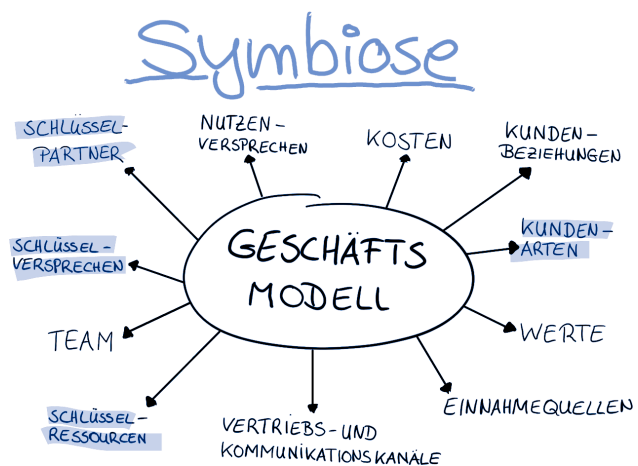 Symbiose
SCHLÜSSEL-
PARTNER
NUTZEN-
VERSPRECHEN
KOSTEN
KUNDEN-
BEZIEHUNGEN
GESCHÄFTS
MODELL
SCHLÜSSEL-
VERSPRECHEN
KUNDEN-
ARTEN
TEAM
WERTE
SCHLÜSSEL-
RESSOURCEN
VERTRIEBS-UND
KOMMUNIKATIONSKANÄLE
EINNAHMEQUELLEN